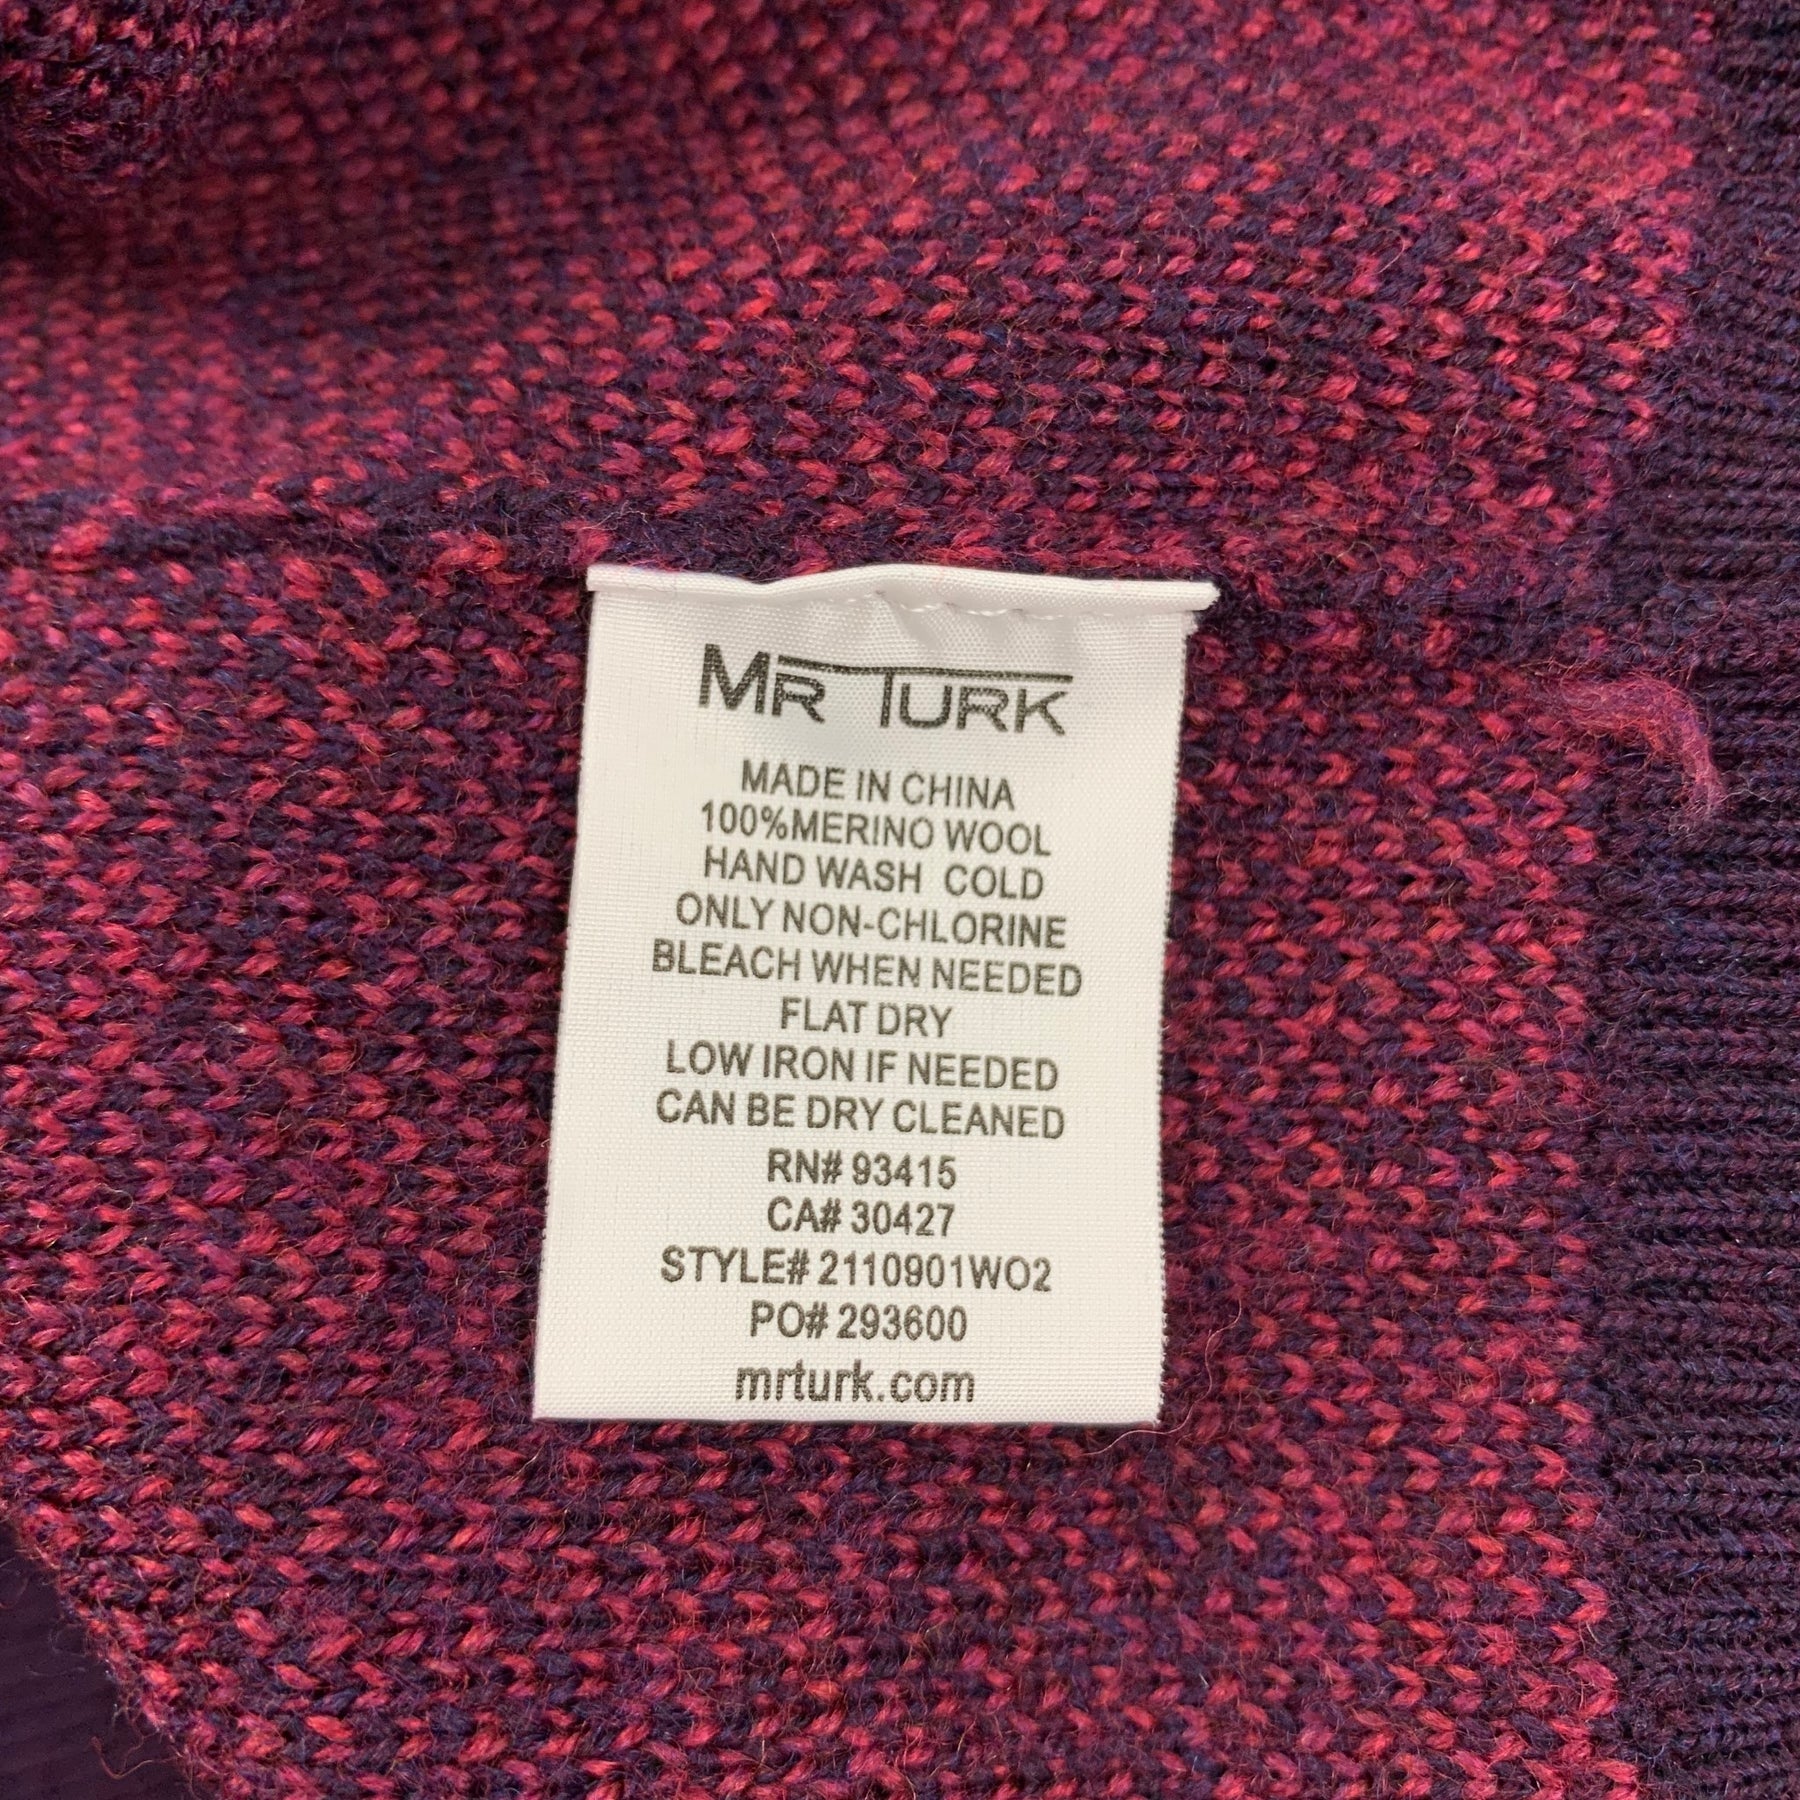 MR TURK
MADE IN CHINA
100%MERINO WOOL
HAND WASH COLD
ONLY NON-CHLORINE
BLEACH WHEN NEEDED
FLAT DRY
LOW IRON IF NEEDED
CAN BE DRY CLEANED
RN# 93415
CA# 30427
STYLE# 2110901WO2
PO# 293600
mrturk.com